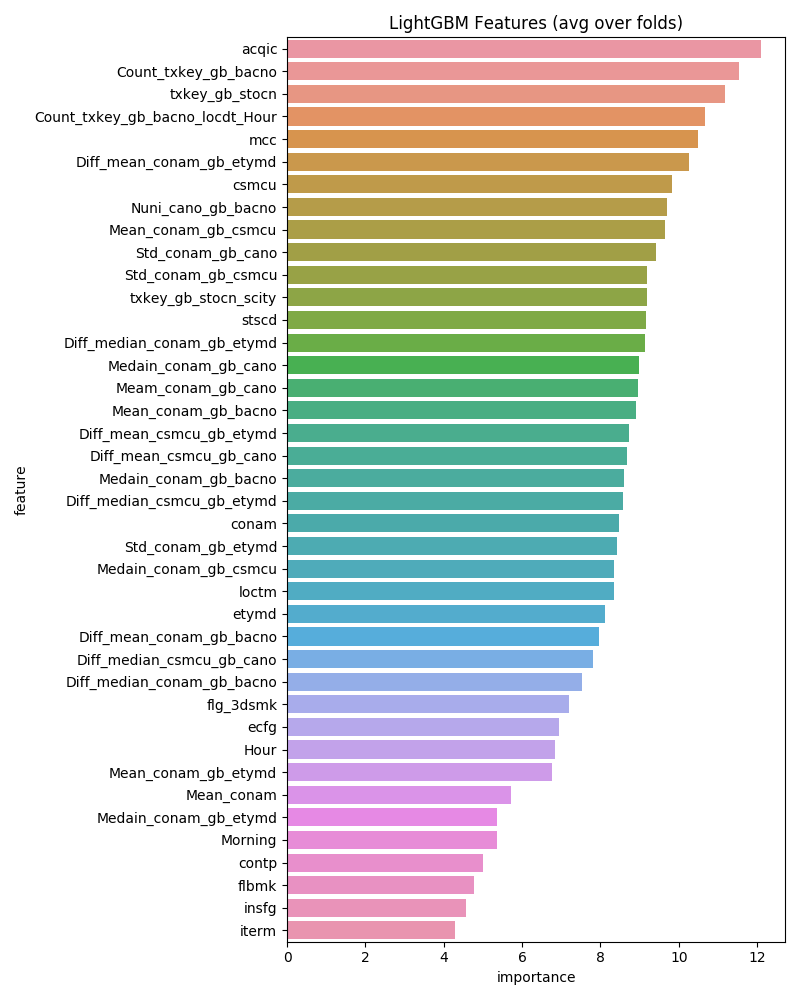 LightGBM Features (avg over folds)
acqic
Count_txkey_gb_bacno
txkey_gb_stocn
Count_txkey_gb_bacno_locdt_Hour
mcc
Diff_mean_conam_gb_etymd
csmcu
Nuni_cano_gb_bacno
Mean_conam_gb_csmcu
Std_conam_gb_cano
Std_conam_gb_csmcu
txkey_gb_stocn_scity
stscd
Diff_median_conam_gb_etymd
Medain_conam_gb_cano
Meam_conam_gb_cano
Mean_conam_gb_bacno
Diff_mean_csmcu_gb_etymd
Diff_mean_csmcu_gb_cano
Medain_conam_gb_bacno
Diff_median_csmcu_gb_etymd
conam
Std_conam_gb_etymd
Medain_conam_gb_csmcu
loctm
etymd
Diff_mean_conam_gb_bacno
Diff_median_csmcu_gb_cano
Diff_median_conam_gb_bacno
flg_3dsmk
ecfg
Hour
Mean_conam_gb_etymd
Mean_conam
Medain_conam_gb_etymd
Morning
contp
flbmk
insfg
iterm
feature
0 2 4 6 8 10 12
importance